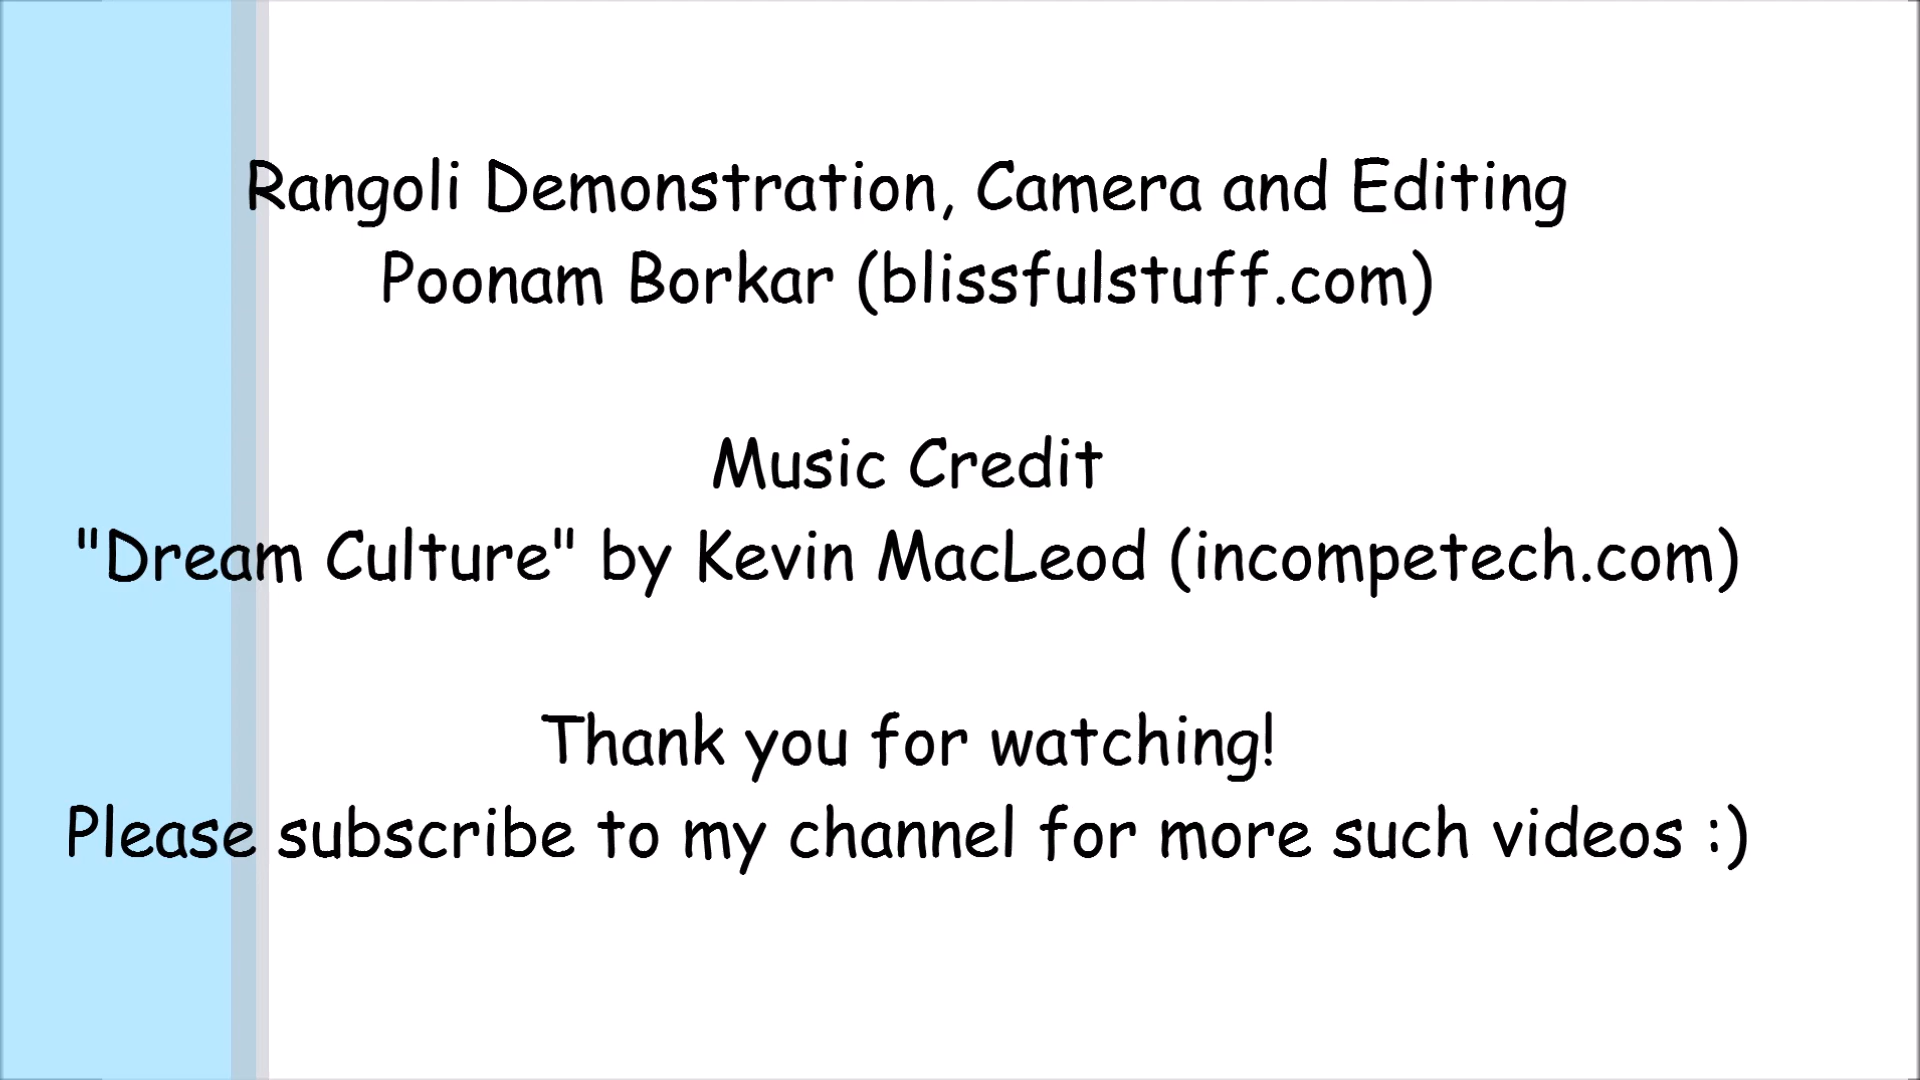 Rangoli Demonstration, Camera and Editing
Poonam Borkar (blissfulstuff.com)
Music Credit
"Dream Culture" by Kevin MacLeod (incompetech.com)
Thank you for watching!
Please subscribe to my channel for more such videos :)